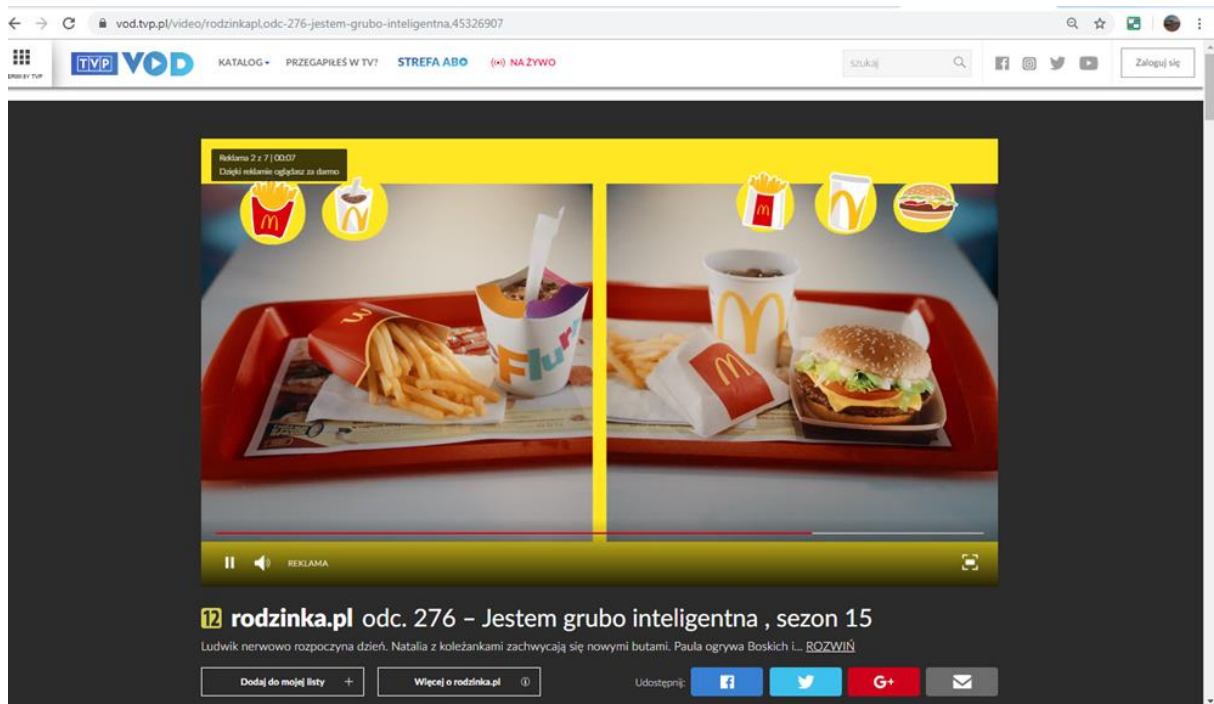 vod.tvp.pl/video/rodzinkapl,odc-276-jestem-grubo-inteligentna,45326907
TVP VOD KATALOG PRZEGAPIŁEŚ W TV? STREFA ABO NA ŻYWO szukaj Zaloguj się
Reklama 2 z 7 | 00:07
Dzięki reklamie oglądasz za darmo
Flur
REKLAMA
12 rodzinka.pl odc. 276 – Jestem grubo inteligentna , sezon 15
Ludwik nerwowo rozpoczyna dzień. Natalia z koleżankami zachwycają się nowymi butami. Paula ogrywa Boskich i... ROZWIŃ
Dodaj do mojej listy + Więcej o rodzinka.pl Udostępnij: G+